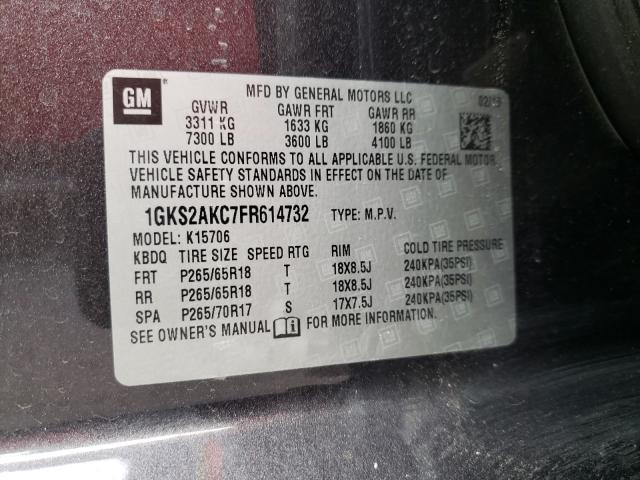 GM
MFD BY GENERAL MOTORS LLC
GVWR GAWR FRT GAWR RR
3311 KG 1633 KG 1860 KG
7300 LB 3600 LB 4100 LB
THIS VEHICLE CONFORMS TO ALL APPLICABLE U.S. FEDERAL MOTOR
VEHICLE SAFETY STANDARDS IN EFFECT ON THE DATE OF
MANUFACTURE SHOWN ABOVE.
1GKS2AKC7FR614732 TYPE: M.P.V.
MODEL: K15706
KBDQ TIRE SIZE SPEED RTG RIM COLD TIRE PRESSURE
FRT P265/65R18 T 18X8.5J 240KPA(35PSI)
RR P265/65R18 T 18X8.5J 240KPA(35PSI)
SPA P265/70R17 S 17X7.5J 240KPA(35PSI)
SEE OWNER'S MANUAL FOR MORE INFORMATION.